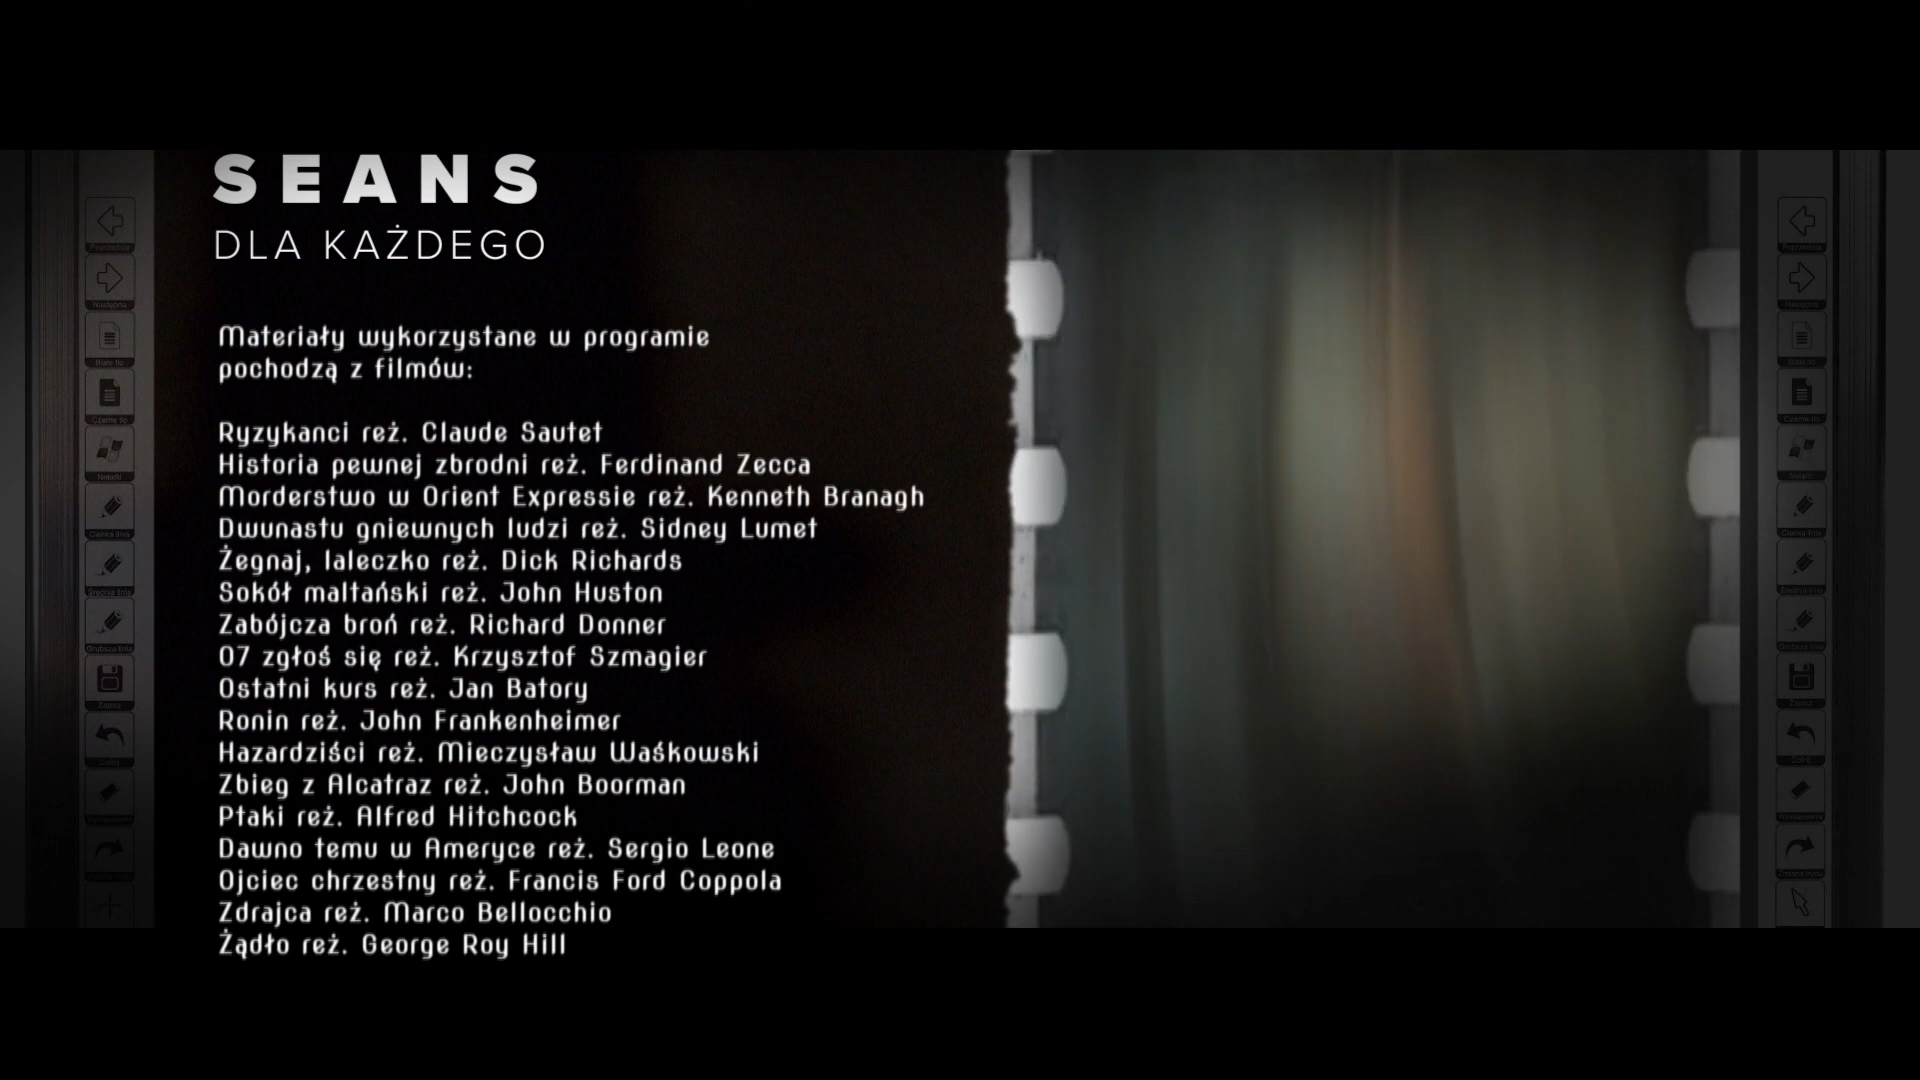 SEANS
DLA KAŻDEGO
Materiały wykorzystane w programie
pochodzą z filmów:
Ryzykanci reż. Claude Sautet
Historia pewnej zbrodni reż. Ferdinand Zecca
Morderstwo w Orient Expressie reż. Kenneth Branagh
Dwunastu gniewnych ludzi reż. Sidney Lumet
Żegnaj, laleczko reż. Dick Richards
Sokół maltański reż. John Huston
Zabójcza broń reż. Richard Donner
07 zgłoś się reż. Krzysztof Szmagier
Ostatni kurs reż. Jan Batory
Ronin reż. John Frankenheimer
Hazardziści reż. Mieczysław Waśkowski
Zbieg z Alcatraz reż. John Boorman
Ptaki reż. Alfred Hitchcock
Dawno temu w Ameryce reż. Sergio Leone
Ojciec chrzestny reż. Francis Ford Coppola
Zdrajca reż. Marco Bellocchio
Żądło reż. George Roy Hill